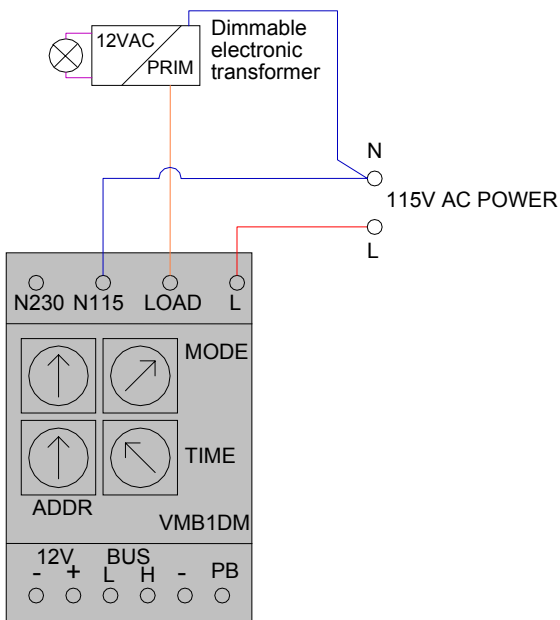 12VAC
PRIM
Dimmable
electronic
transformer
N
115V AC POWER
L
N230 N115 LOAD L
MODE
TIME
ADDR
VMB1DM
12V BUS
- + L H - PB